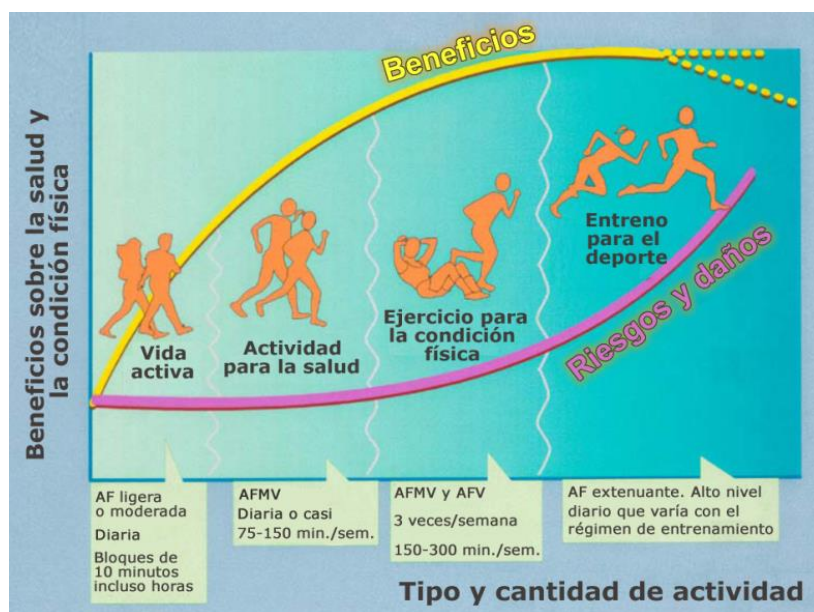 Beneficios sobre la salud y
la condición física
Beneficios
Riesgos y daños
Vida
activa
Actividad
para la salud
Ejercicio para
la condición
física
Entreno
para el
deporte
AF ligera
o moderada
Diaria
Bloques de
10 minutos
incluso horas
AFMV
Diaria o casi
75-150 min./sem.
AFMV y AFV
3 veces/semana
150-300 min./sem.
AF extenuante. Alto nivel
diario que varía con el
régimen de entrenamiento
Tipo y cantidad de actividad